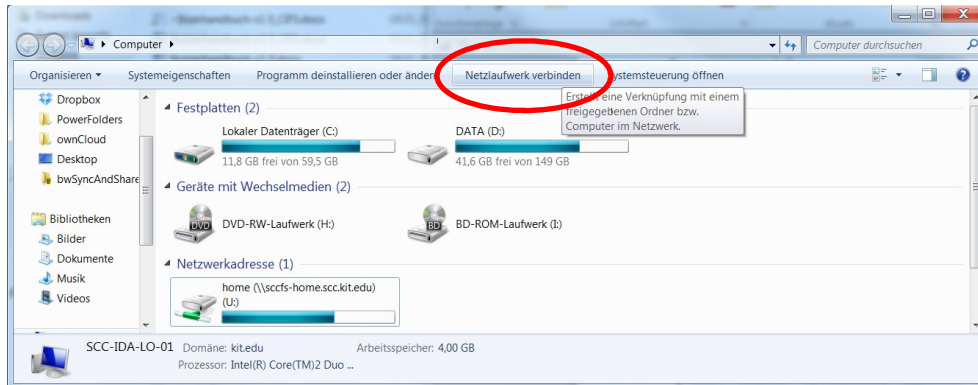 Computer
Computer durchsuchen
Organisieren
Systemeigenschaften
Programm deinstallieren oder ändern
Netzlaufwerk verbinden
Systemsteuerung öffnen
Erstellt eine Verknüpfung mit einem
freigegebenen Ordner bzw.
Computer im Netzwerk.
Dropbox
PowerFolders
ownCloud
Desktop
bwSyncAndShare
Bibliotheken
Bilder
Dokumente
Musik
Videos
Festplatten (2)
Lokaler Datenträger (C:)
11,8 GB frei von 59,5 GB
DATA (D:)
41,6 GB frei von 149 GB
Geräte mit Wechselmedien (2)
DVD
DVD-RW-Laufwerk (H:)
BD
BD-ROM-Laufwerk (I:)
Netzwerkadresse (1)
home (\\sccfs-home.scc.kit.edu)
(U:)
SCC-IDA-LO-01 Domäne: kit.edu Arbeitsspeicher: 4,00 GB
Prozessor: Intel(R) Core(TM)2 Duo ...